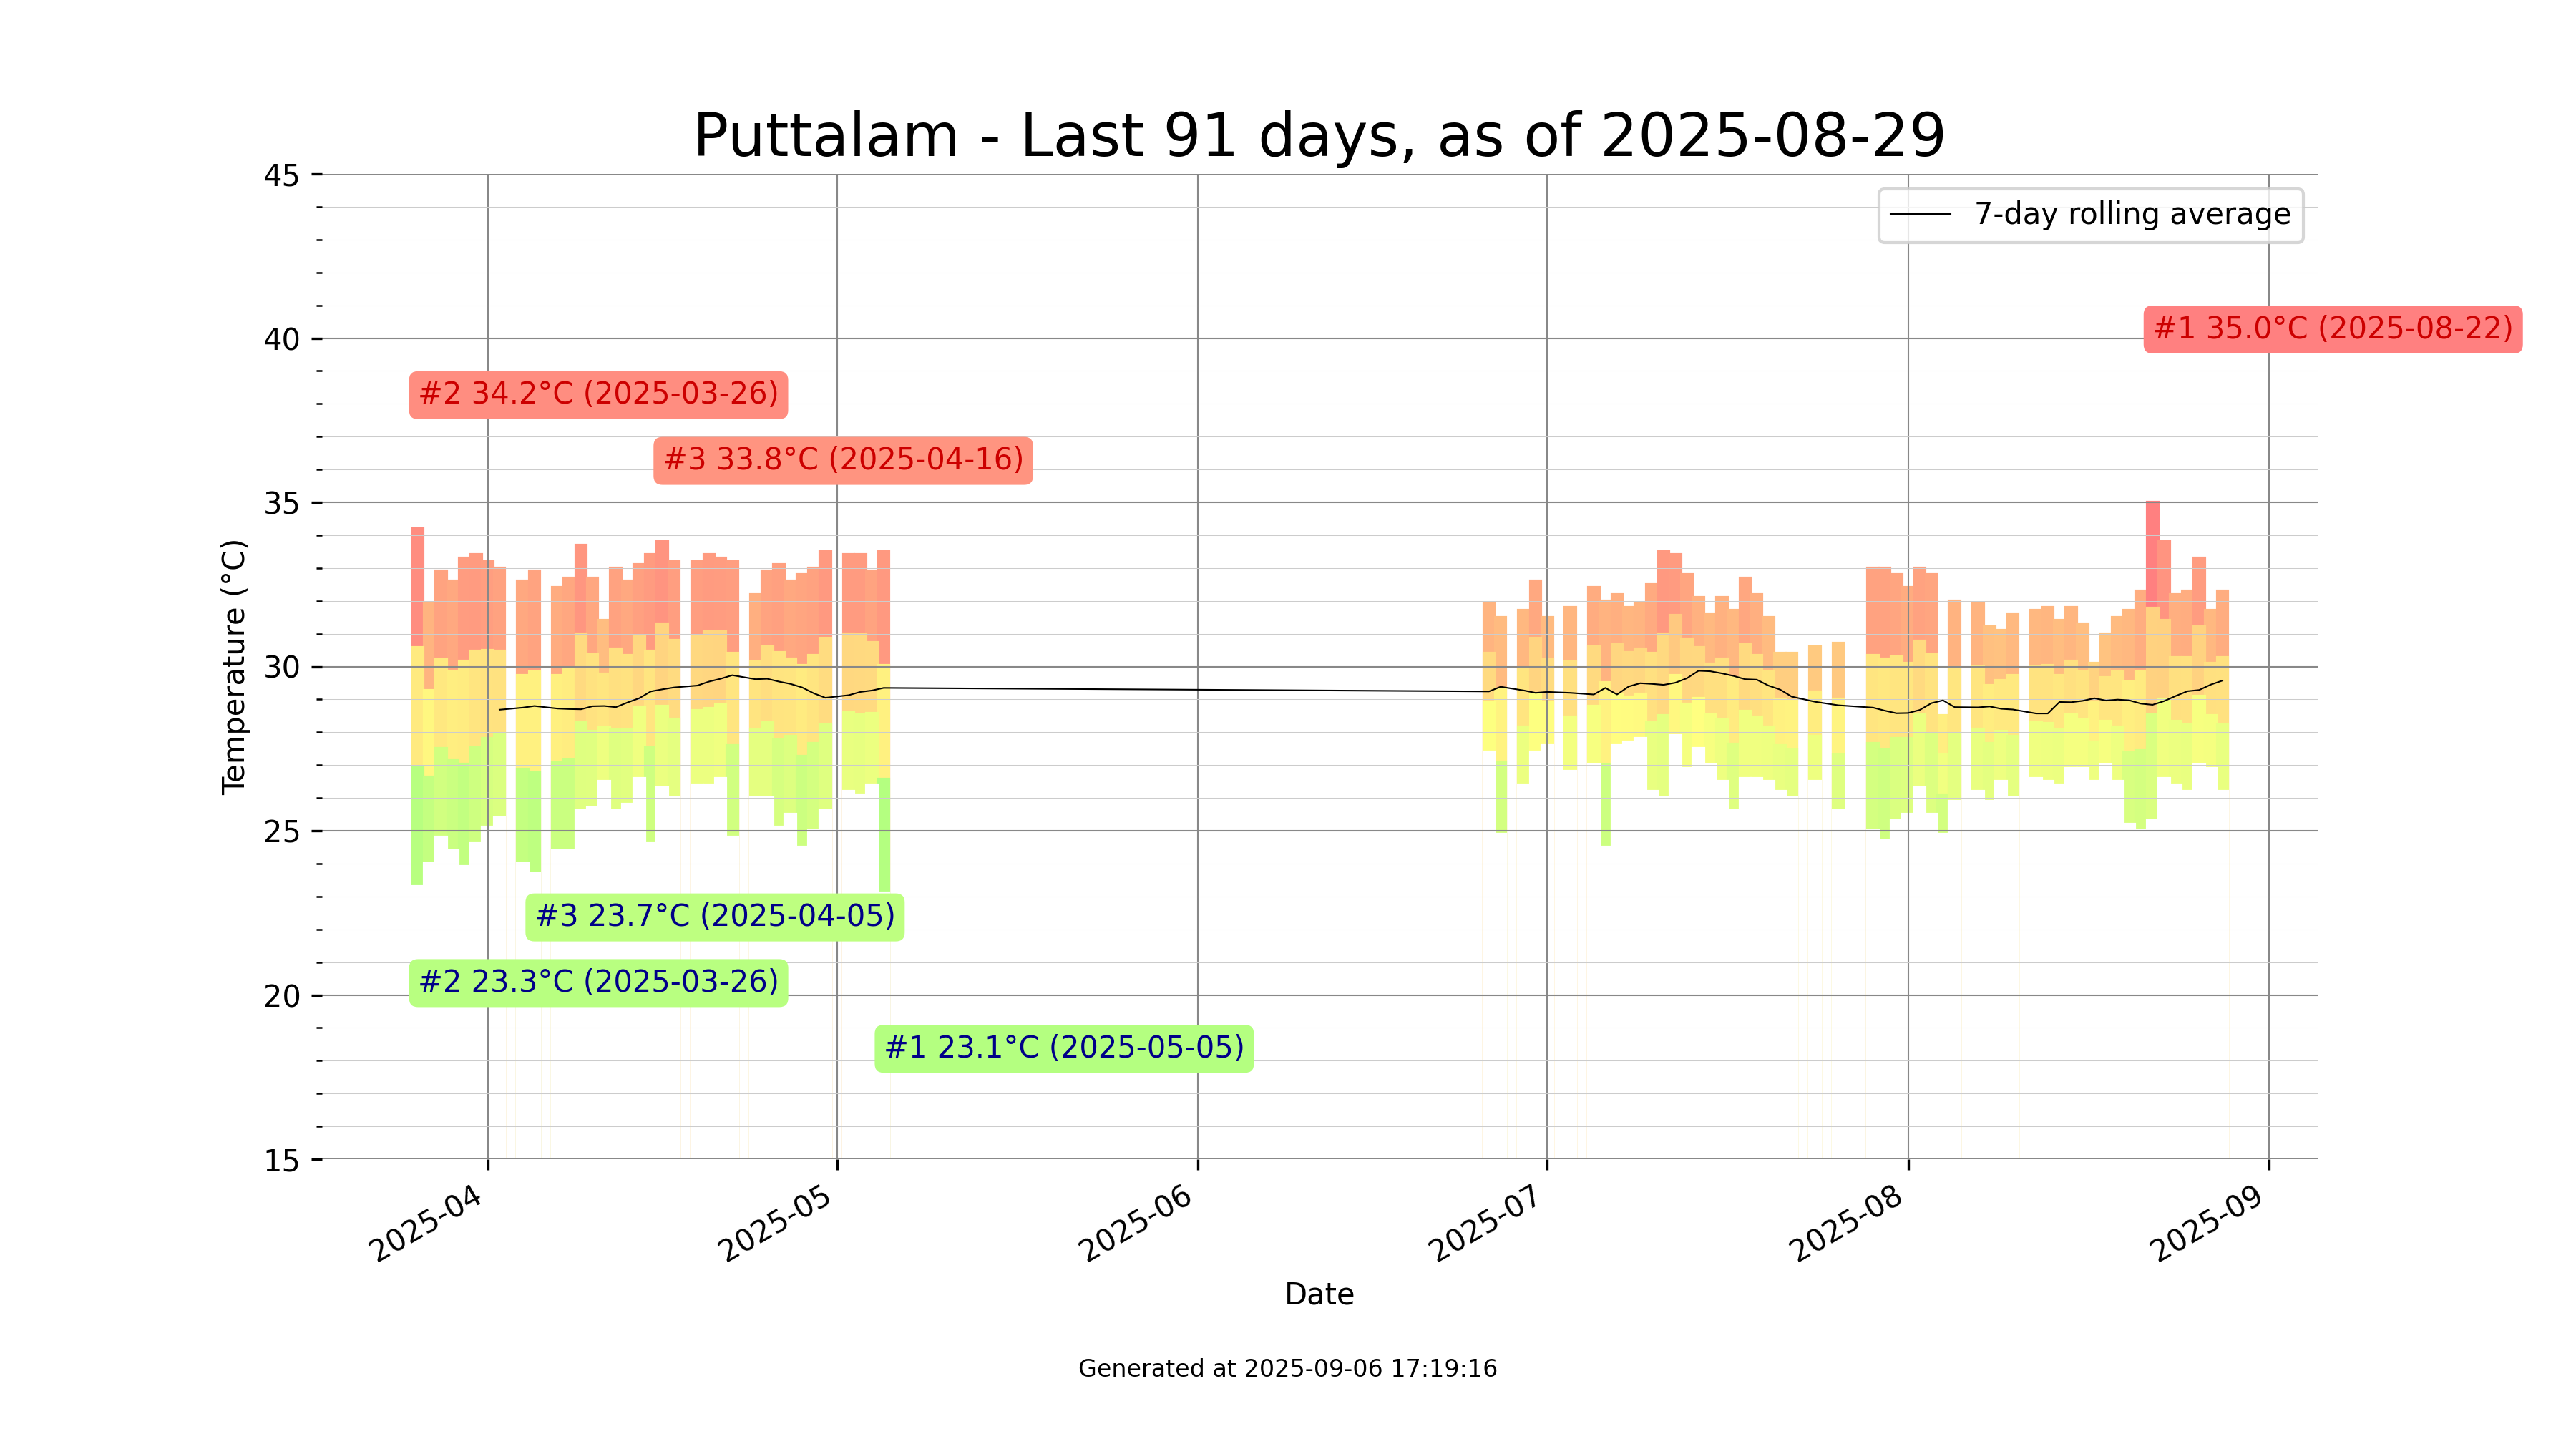 Puttalam - Last 91 days, as of 2025-08-29
45
7-day rolling average
40
#1 35.0°C (2025-08-22)
#2 34.2°C (2025-03-26)
#3 33.8°C (2025-04-16)
35
30
Temperature (°C)
25
#3 23.7°C (2025-04-05)
#2 23.3°C (2025-03-26)
20
#1 23.1°C (2025-05-05)
15
2025-04
2025-05
2025-06
2025-07
2025-08
2025-09
Date
Generated at 2025-09-06 17:19:16